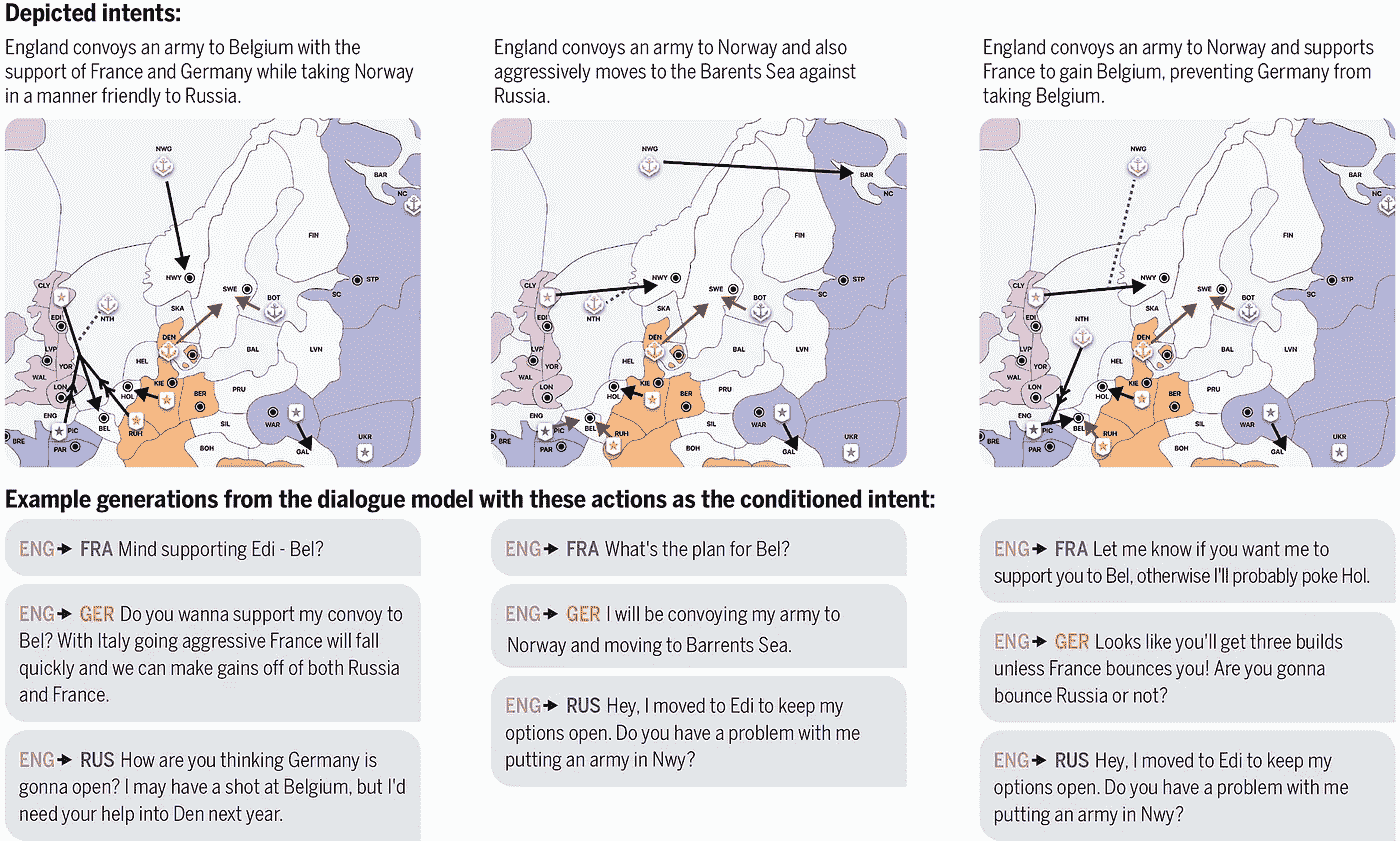 Depicted intents:
England convoys an army to Belgium with the
support of France and Germany while taking Norway
in a manner friendly to Russia.
England convoys an army to Norway and also
aggressively moves to the Barents Sea against
Russia.
England convoys an army to Norway and supports
France to gain Belgium, preventing Germany from
taking Belgium.
NWG
BAR
NC
FIN
CLY
NWY
SWE
BOT
STP
SC
NTH
SKA
EDI
DEN
LVP
YOR
HEL
BAL
LVN
WAL
LON
KIE
HOL
BER
PRU
ENG
BEL
RUH
SIL
WAR
PIC
BRE
PAR
BOH
GAL
UKR
NWG
BAR
NC
FIN
CLY
NWY
SWE
BOT
STP
SC
NTH
SKA
EDI
DEN
LVP
YOR
HEL
BAL
LVN
WAL
LON
KIE
HOL
BER
PRU
ENG
BEL
RUH
SIL
WAR
PIC
BRE
PAR
BOH
GAL
UKR
NWG
BAR
NC
FIN
CLY
NWY
SWE
BOT
STP
SC
NTH
SKA
EDI
DEN
LVP
YOR
HEL
BAL
LVN
WAL
LON
KIE
HOL
BER
PRU
ENG
BEL
RUH
SIL
WAR
PIC
BRE
PAR
BOH
GAL
UKR
Example generations from the dialogue model with these actions as the conditioned intent:
ENG→ FRA Mind supporting Edi - Bel?
ENG→ GER Do you wanna support my convoy to
Bel? With Italy going aggressive France will fall
quickly and we can make gains off of both Russia
and France.
ENG→ RUS How are you thinking Germany is
gonna open? I may have a shot at Belgium, but I'd
need your help into Den next year.
ENG→ FRA What's the plan for Bel?
ENG→ GER I will be convoying my army to
Norway and moving to Barrents Sea.
ENG→ RUS Hey, I moved to Edi to keep my
options open. Do you have a problem with me
putting an army in Nwy?
ENG→ FRA Let me know if you want me to
support you to Bel, otherwise I'll probably poke Hol.
ENG→ GER Looks like you'll get three builds
unless France bounces you! Are you gonna
bounce Russia or not?
ENG→ RUS Hey, I moved to Edi to keep my
options open. Do you have a problem with me
putting an army in Nwy?